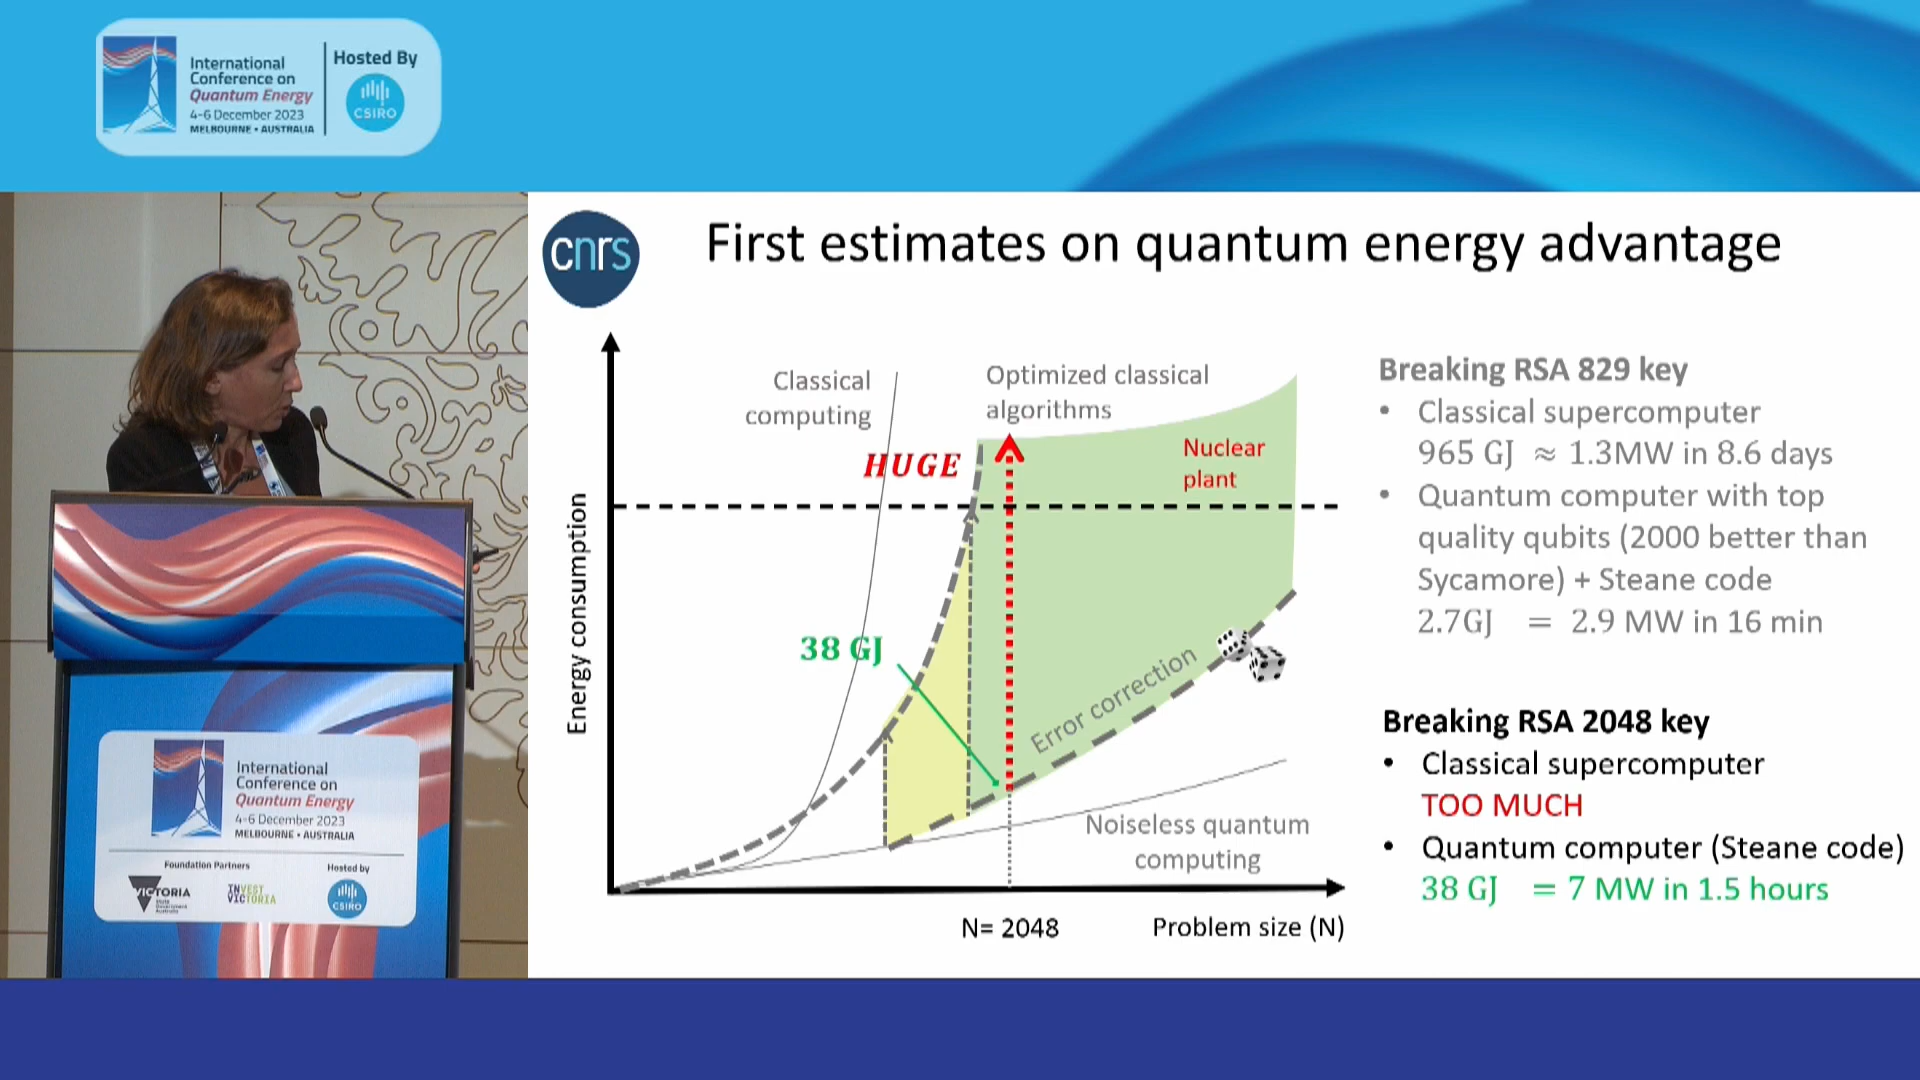 International
Conference on
Quantum Energy
4-6 December 2023
MELBOURNE • AUSTRALIA
Hosted By
CSIRO
cnrs
First estimates on quantum energy advantage
Classical
computing
Optimized classical
algorithms
HUGE
Nuclear
plant
Energy consumption
38 GJ
Error correction
Noiseless quantum
computing
N= 2048
Problem size (N)
Breaking RSA 829 key
• Classical supercomputer
965 GJ ≈ 1.3MW in 8.6 days
• Quantum computer with top
quality qubits (2000 better than
Sycamore) + Steane code
2.7GJ = 2.9 MW in 16 min
Breaking RSA 2048 key
• Classical supercomputer
TOO MUCH
• Quantum computer (Steane code)
38 GJ = 7 MW in 1.5 hours
International
Conference on
Quantum Energy
4-6 December 2023
MELBOURNE • AUSTRALIA
Foundation Partners
Hosted by
VICTORIA
State
Government
INVEST
VICTORIA
CSIRO